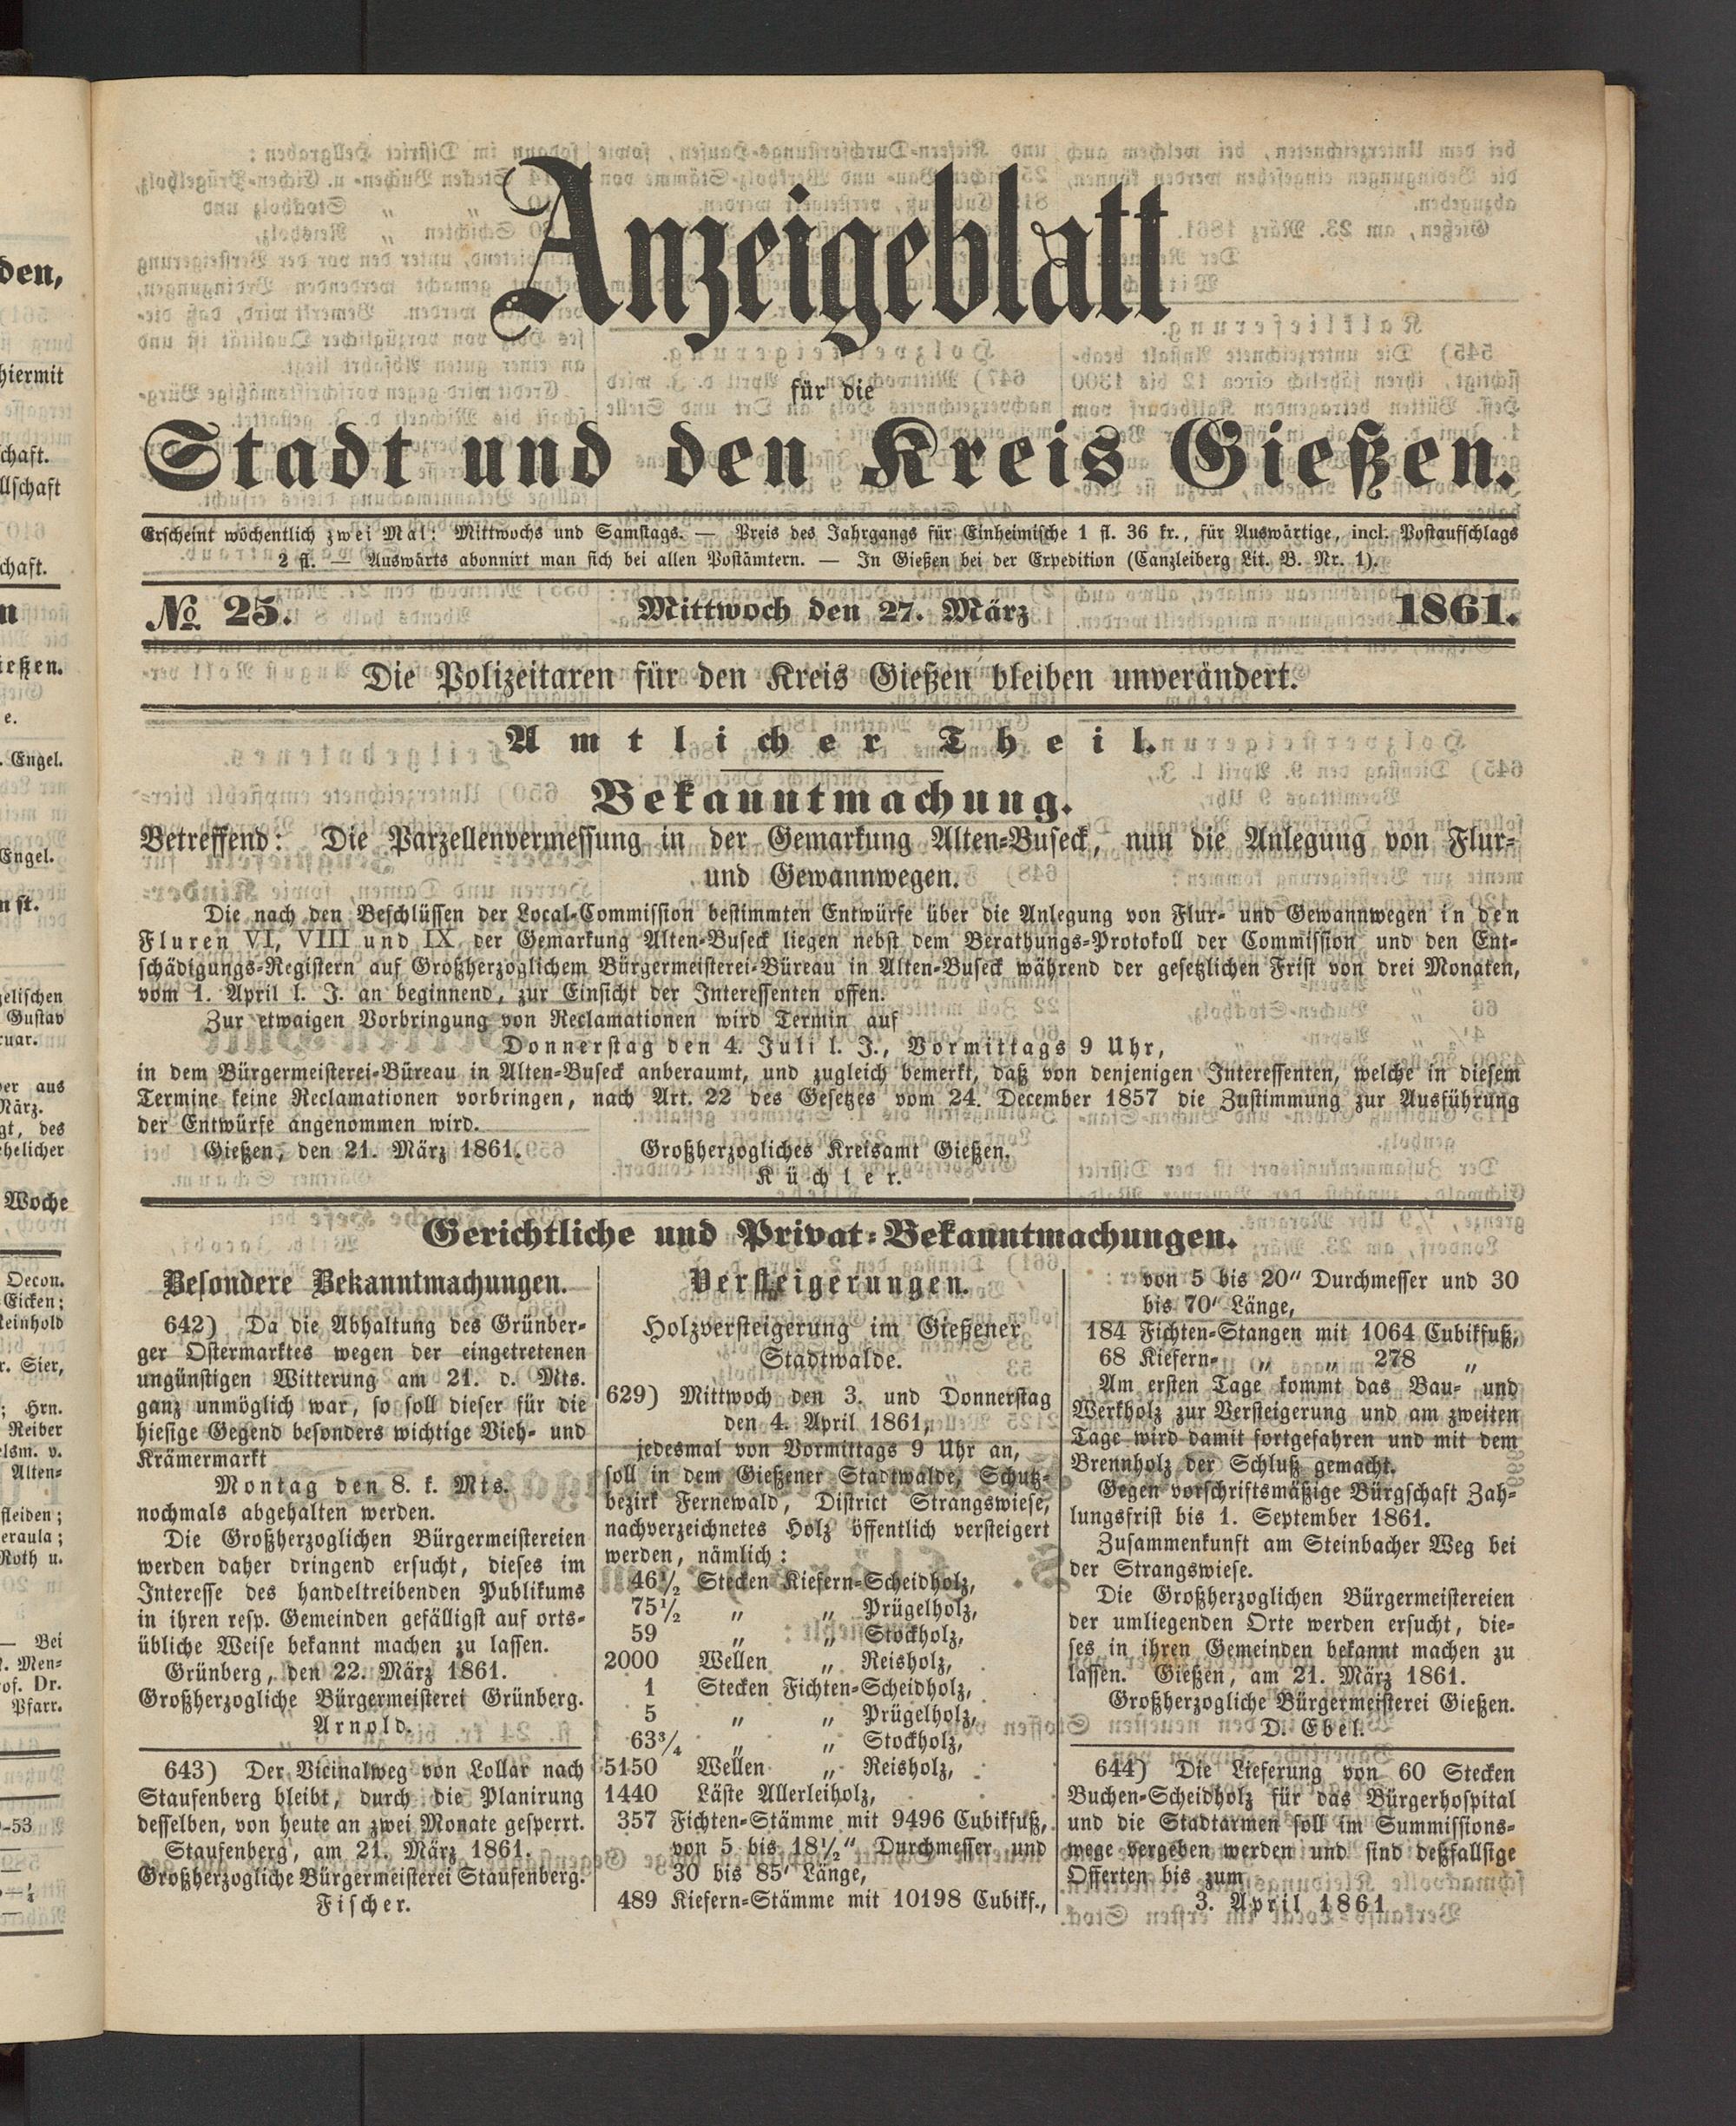 Anzeigeblatt
für die
Stadt und den Kreis Gießen.
Erscheint wöchentlich zwei Mal: Mittwochs und Samstags. — Preis des Jahrgangs für Einheimische 1 fl. 36 kr., für Auswärtige, incl. Postaufschlags
2 fl. — Auswärts abonnirt man sich bei allen Postämtern. — In Gießen bei der Expedition (Canzleiberg Lit. B. Nr. 1).
№ 25. Mittwoch den 27. März 1861.
Die Polizeitaxen für den Kreis Gießen bleiben unverändert.
Amtlicher Theil.
Bekanntmachung.
Betreffend: Die Parzellenvermessung in der Gemarkung Alten-Buseck, nun die Anlegung von Flur-
und Gewannwegen.
Die nach den Beschlüssen der Local-Commission bestimmten Entwürfe über die Anlegung von Flur- und Gewannwegen in den
Fluren VI, VIII und IX der Gemarkung Alten-Buseck liegen nebst dem Berathungs-Protokoll der Commission und den Ent-
schädigungs-Registern auf Großherzoglichem Bürgermeisterei-Büreau in Alten-Buseck während der gesetzlichen Frist von drei Monaten,
vom 1. April l. J. an beginnend, zur Einsicht der Interessenten offen.
Zur etwaigen Vorbringung von Reclamationen wird Termin auf
Donnerstag den 4. Juli l. J., Vormittags 9 Uhr,
in dem Bürgermeisterei-Büreau in Alten-Buseck anberaumt, und zugleich bemerkt, daß von denjenigen Interessenten, welche in diesem
Termine keine Reclamationen vorbringen, nach Art. 22 des Gesetzes vom 24. December 1857 die Zustimmung zur Ausführung
der Entwürfe angenommen wird.
Gießen, den 21. März 1861. Großherzogliches Kreisamt Gießen.
Küchler.
Gerichtliche und Privat-Bekanntmachungen.
Besondere Bekanntmachungen.
642) Da die Abhaltung des Grünber-
ger Ostermarktes wegen der eingetretenen
ungünstigen Witterung am 21. d. Mts.
ganz unmöglich war, so soll dieser für die
hiesige Gegend besonders wichtige Vieh- und
Krämermarkt
Montag den 8. k. Mts.
nochmals abgehalten werden.
Die Großherzoglichen Bürgermeistereien
werden daher dringend ersucht, dieses im
Interesse des handeltreibenden Publikums
in ihren resp. Gemeinden gefälligst auf orts-
übliche Weise bekannt machen zu lassen.
Grünberg, den 22. März 1861.
Großherzogliche Bürgermeisterei Grünberg.
Arnold.
643) Der Vicinalweg von Lollar nach
Staufenberg bleibt, durch die Planirung
desselben, von heute an zwei Monate gesperrt.
Staufenberg, am 21. März 1861.
Großherzogliche Bürgermeisterei Staufenberg.
Fischer.
Versteigerungen.
Holzversteigerung im Gießener
Stadtwalde.
629) Mittwoch den 3. und Donnerstag
den 4. April 1861,
jedesmal von Vormittags 9 Uhr an,
soll in dem Gießener Stadtwalde, Schutz-
bezirk Fernewald, District Strangswiese,
nachverzeichnetes Holz öffentlich versteigert
werden, nämlich:
46½ Stecken Kiefern-Scheidholz,
75½ „ „ Prügelholz,
59 „ „ Stockholz,
2000 Wellen „ Reisholz,
1 Stecken Fichten-Scheidholz,
5 „ „ Prügelholz,
63¾ „ „ Stockholz,
5150 Wellen „ Reisholz,
1440 Läste Allerleiholz,
357 Fichten-Stämme mit 9496 Cubikfuß,
von 5 bis 18½" Durchmesser und
30 bis 85' Länge,
489 Kiefern-Stämme mit 10198 Cubikf.,
von 5 bis 20" Durchmesser und 30
bis 70' Länge,
184 Fichten-Stangen mit 1064 Cubikfuß,
68 Kiefern- „ „ 278 „
Am ersten Tage kommt das Bau- und
Werkholz zur Versteigerung und am zweiten
Tage wird damit fortgefahren und mit dem
Brennholz der Schluß gemacht.
Gegen vorschriftsmäßige Bürgschaft Zah-
lungsfrist bis 1. September 1861.
Zusammenkunft am Steinbacher Weg bei
der Strangswiese.
Die Großherzoglichen Bürgermeistereien
der umliegenden Orte werden ersucht, die-
ses in ihren Gemeinden bekannt machen zu
lassen. Gießen, am 21. März 1861.
Großherzogliche Bürgermeisterei Gießen.
D. Ebel.
644) Die Lieferung von 60 Stecken
Buchen-Scheidholz für das Bürgerhospital
und die Stadtarmen soll im Summissions-
wege vergeben werden und sind deßfallsige
Offerten bis zum
3. April 1861